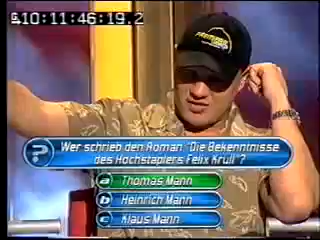 10:11:46:19.2
Wer schrieb den Roman "Die Bekenntnisse
des Hochstaplers Felix Krull"?
a Thomas Mann
b Heinrich Mann
c Klaus Mann